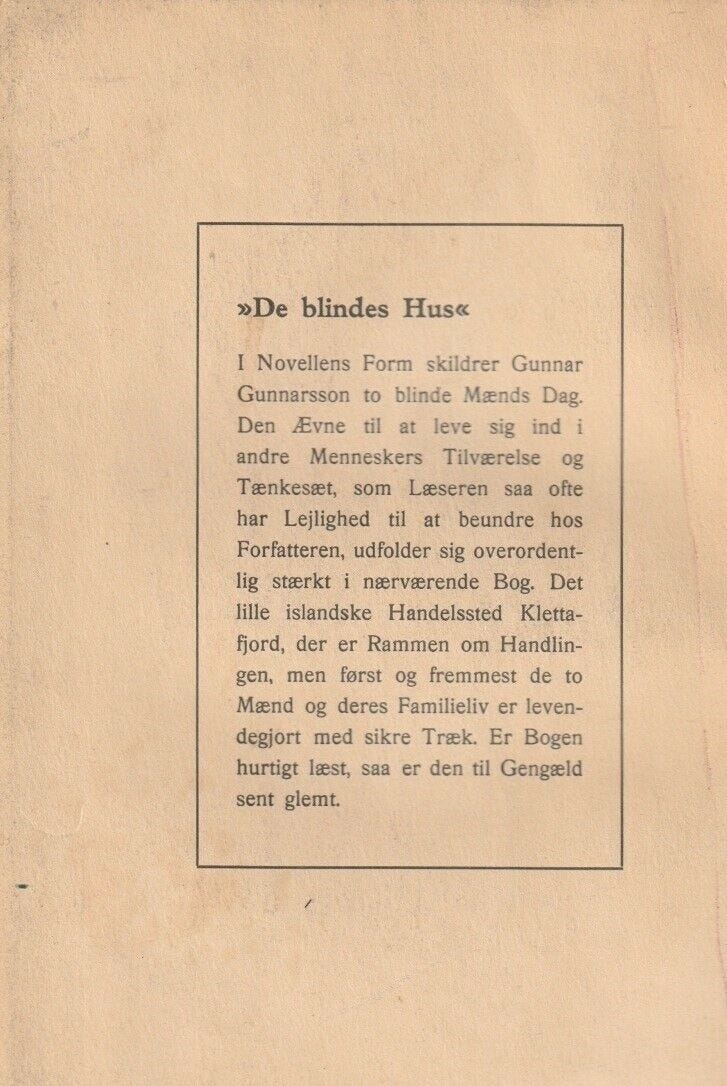 »De blindes Hus«
I Novellens Form skildrer Gunnar
Gunnarsson to blinde Mænds Dag.
Den Ævne til at leve sig ind i
andre Menneskers Tilværelse og
Tænkesæt, som Læseren saa ofte
har Lejlighed til at beundre hos
Forfatteren, udfolder sig overordent-
lig stærkt i nærværende Bog. Det
lille islandske Handelssted Kletta-
fjord, der er Rammen om Handlin-
gen, men først og fremmest de to
Mænd og deres Familieliv er leven-
degjort med sikre Træk. Er Bogen
hurtigt læst, saa er den til Gengæld
sent glemt.